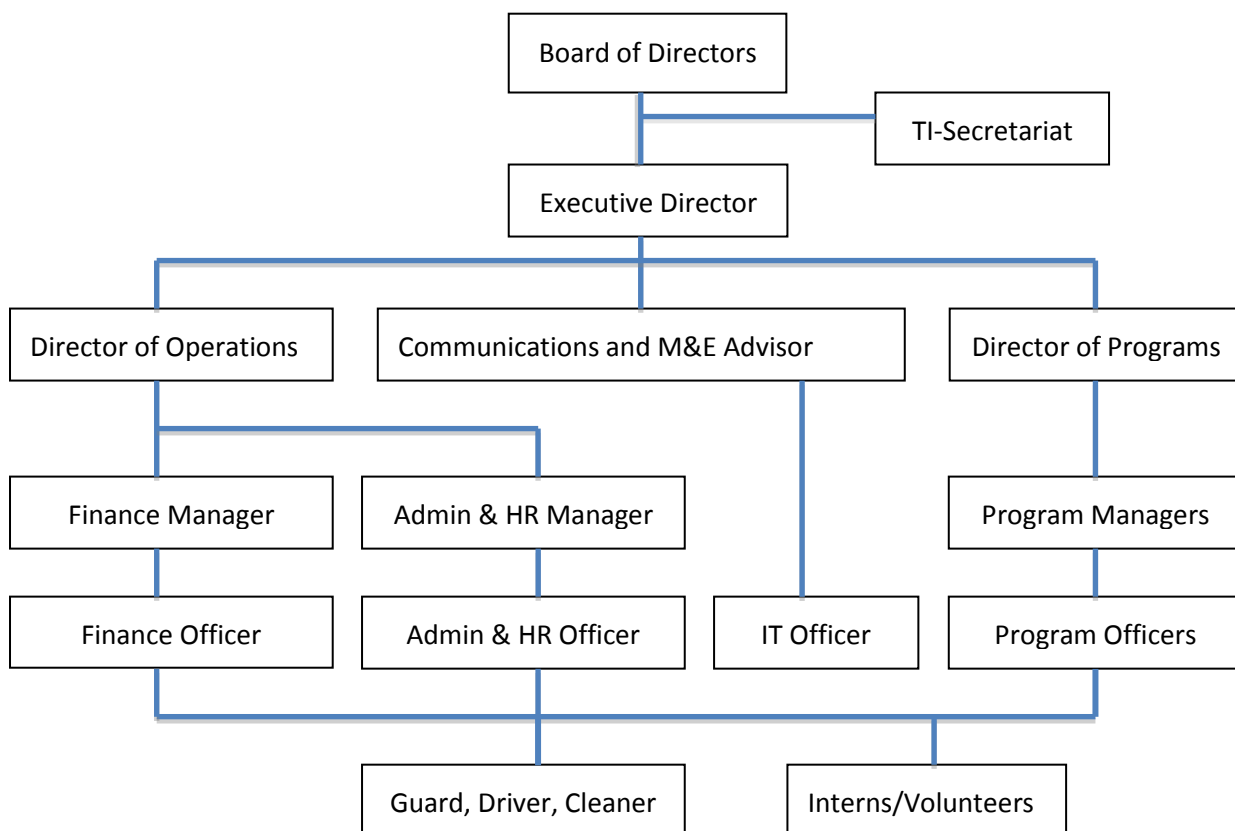 Board of Directors
TI-Secretariat
Executive Director
Director of Operations
Communications and M&E Advisor
Director of Programs
Finance Manager
Admin & HR Manager
Program Managers
Finance Officer
Admin & HR Officer
IT Officer
Program Officers
Guard, Driver, Cleaner
Interns/Volunteers